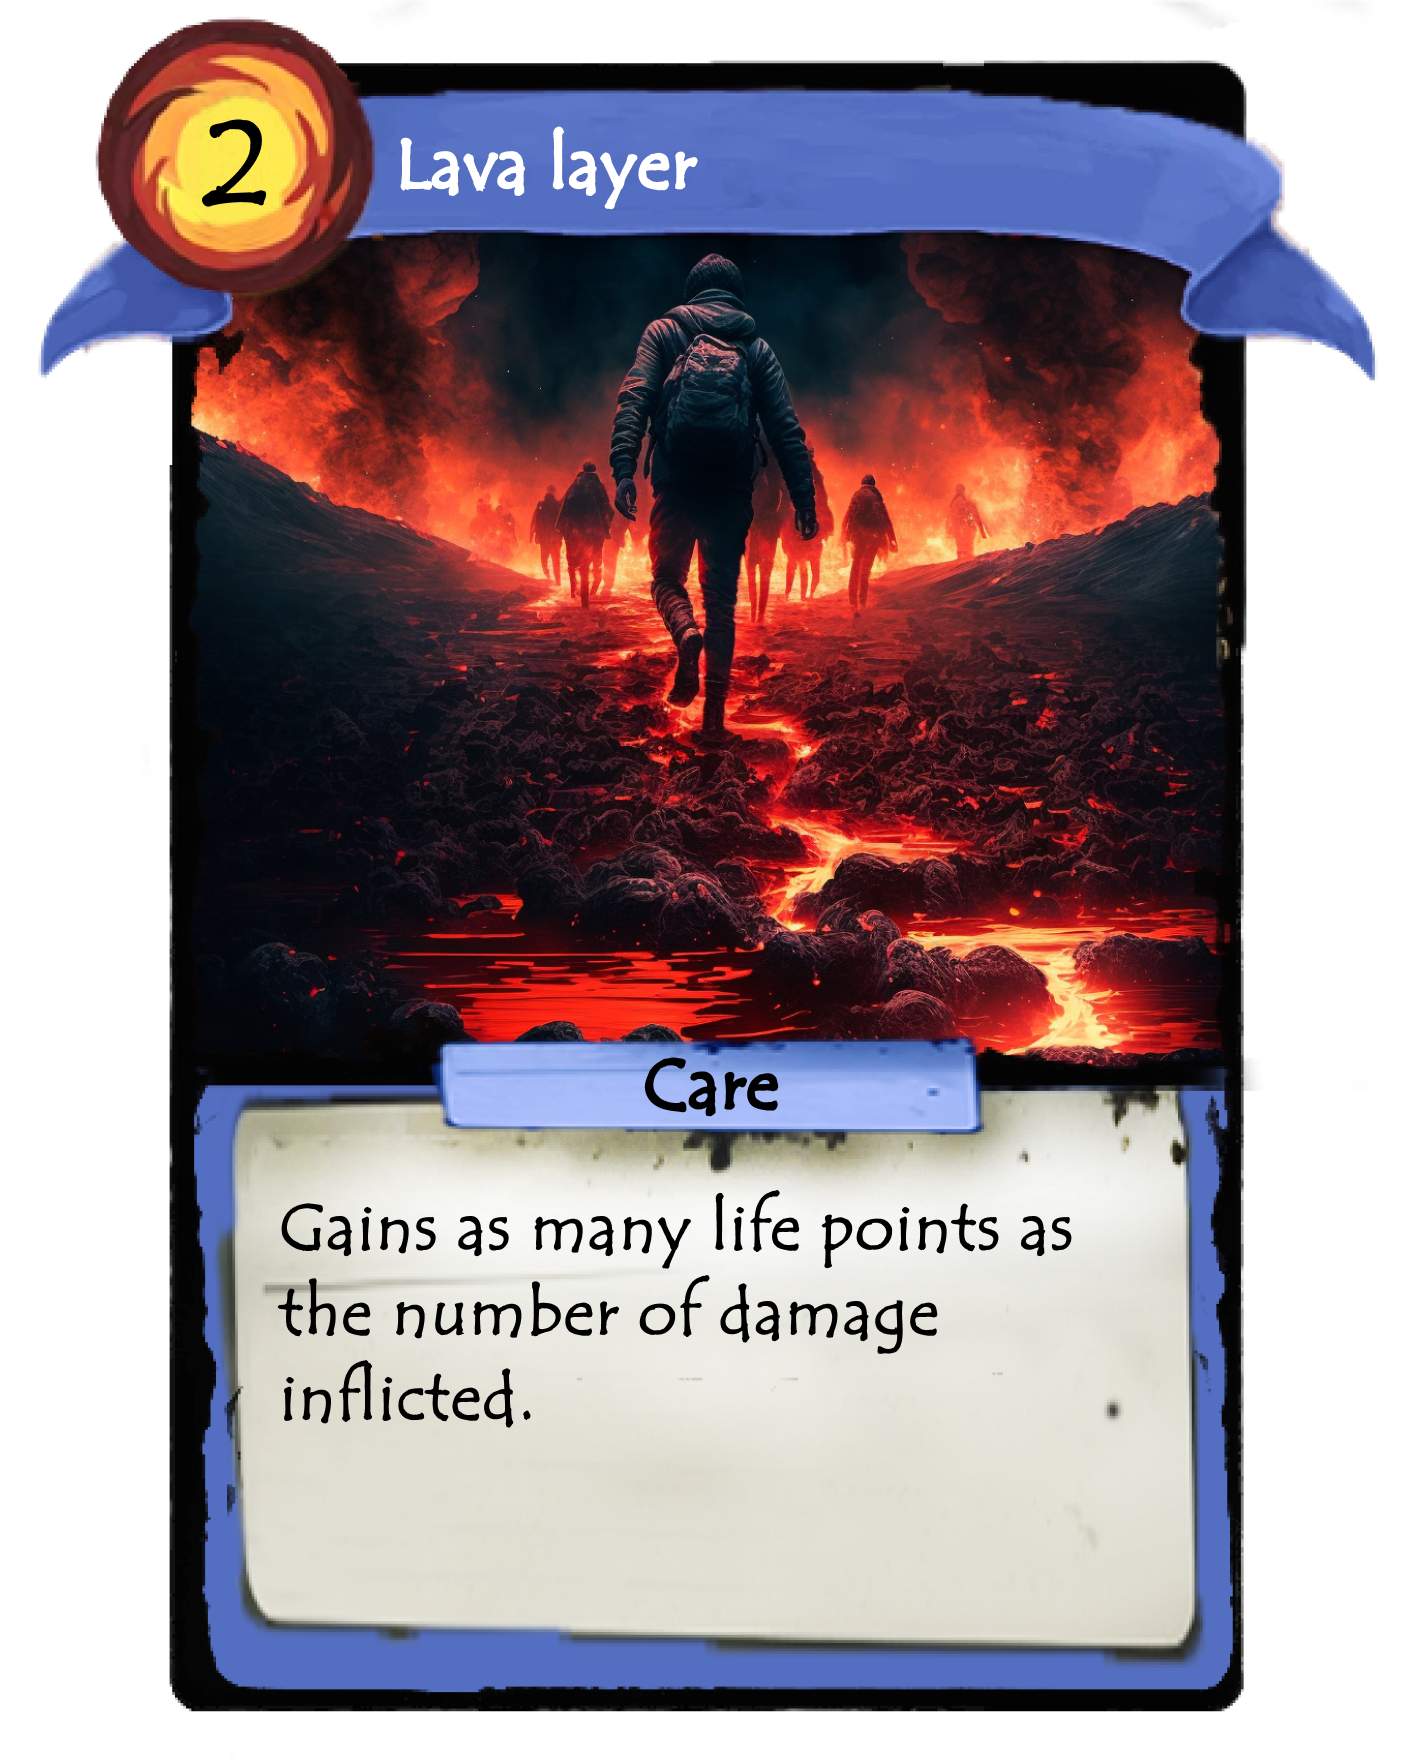 2
Lava layer
Care
Gains as many life points as
the number of damage
inflicted.